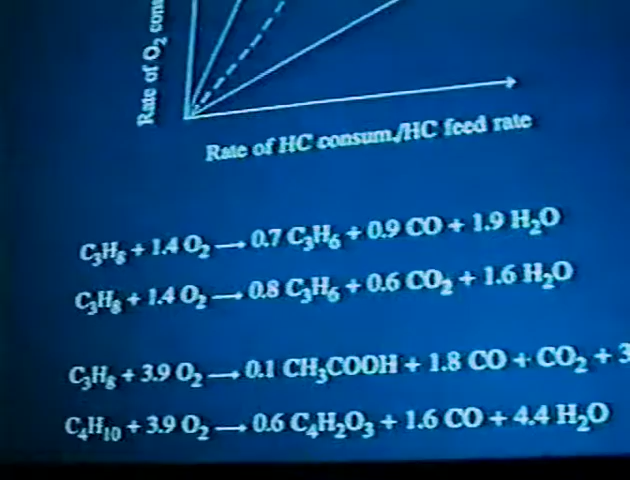 Rate of O₂ cons
Rate of HC consum./HC feed rate
C₃H₈ + 1.4 O₂ → 0.7 C₃H₆ + 0.9 CO + 1.9 H₂O
C₃H₈ + 1.4 O₂ → 0.8 C₃H₆ + 0.6 CO₂ + 1.6 H₂O
C₃H₈ + 3.9 O₂ → 0.1 CH₃COOH + 1.8 CO + CO₂ + 3
C₄H₁₀ + 3.9 O₂ → 0.6 C₄H₂O₃ + 1.6 CO + 4.4 H₂O